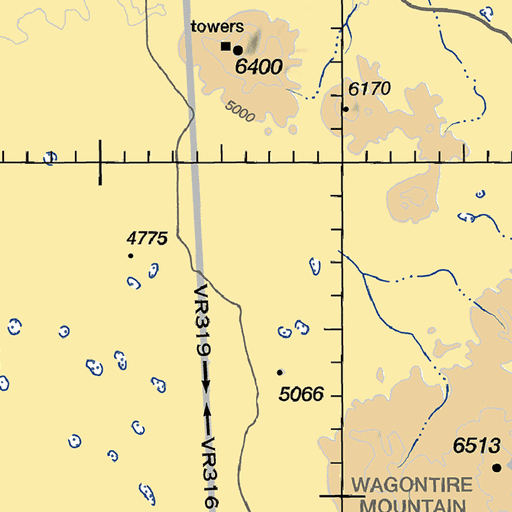 towers
6400
6170
5000
4775
VR319
5066
VR316
6513
WAGONTIRE
MOUNTAIN